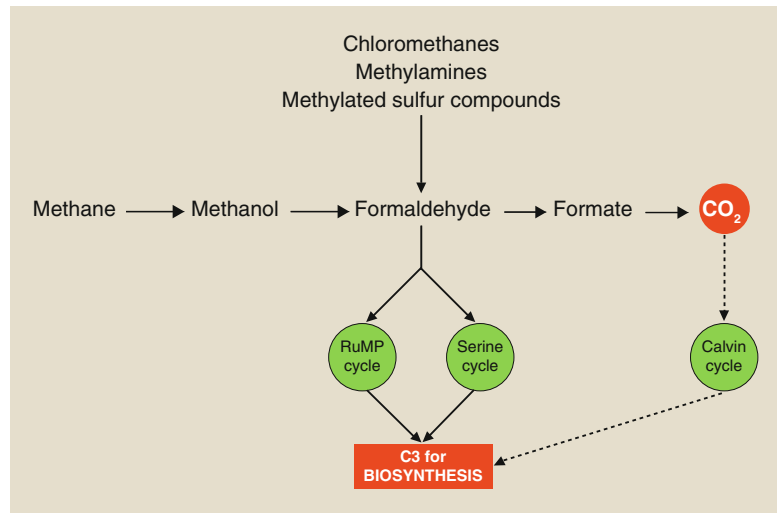 Chloromethanes
Methylamines
Methylated sulfur compounds
Methane Methanol Formaldehyde Formate CO₂
RuMP cycle
Serine cycle
Calvin cycle
C3 for
BIOSYNTHESIS